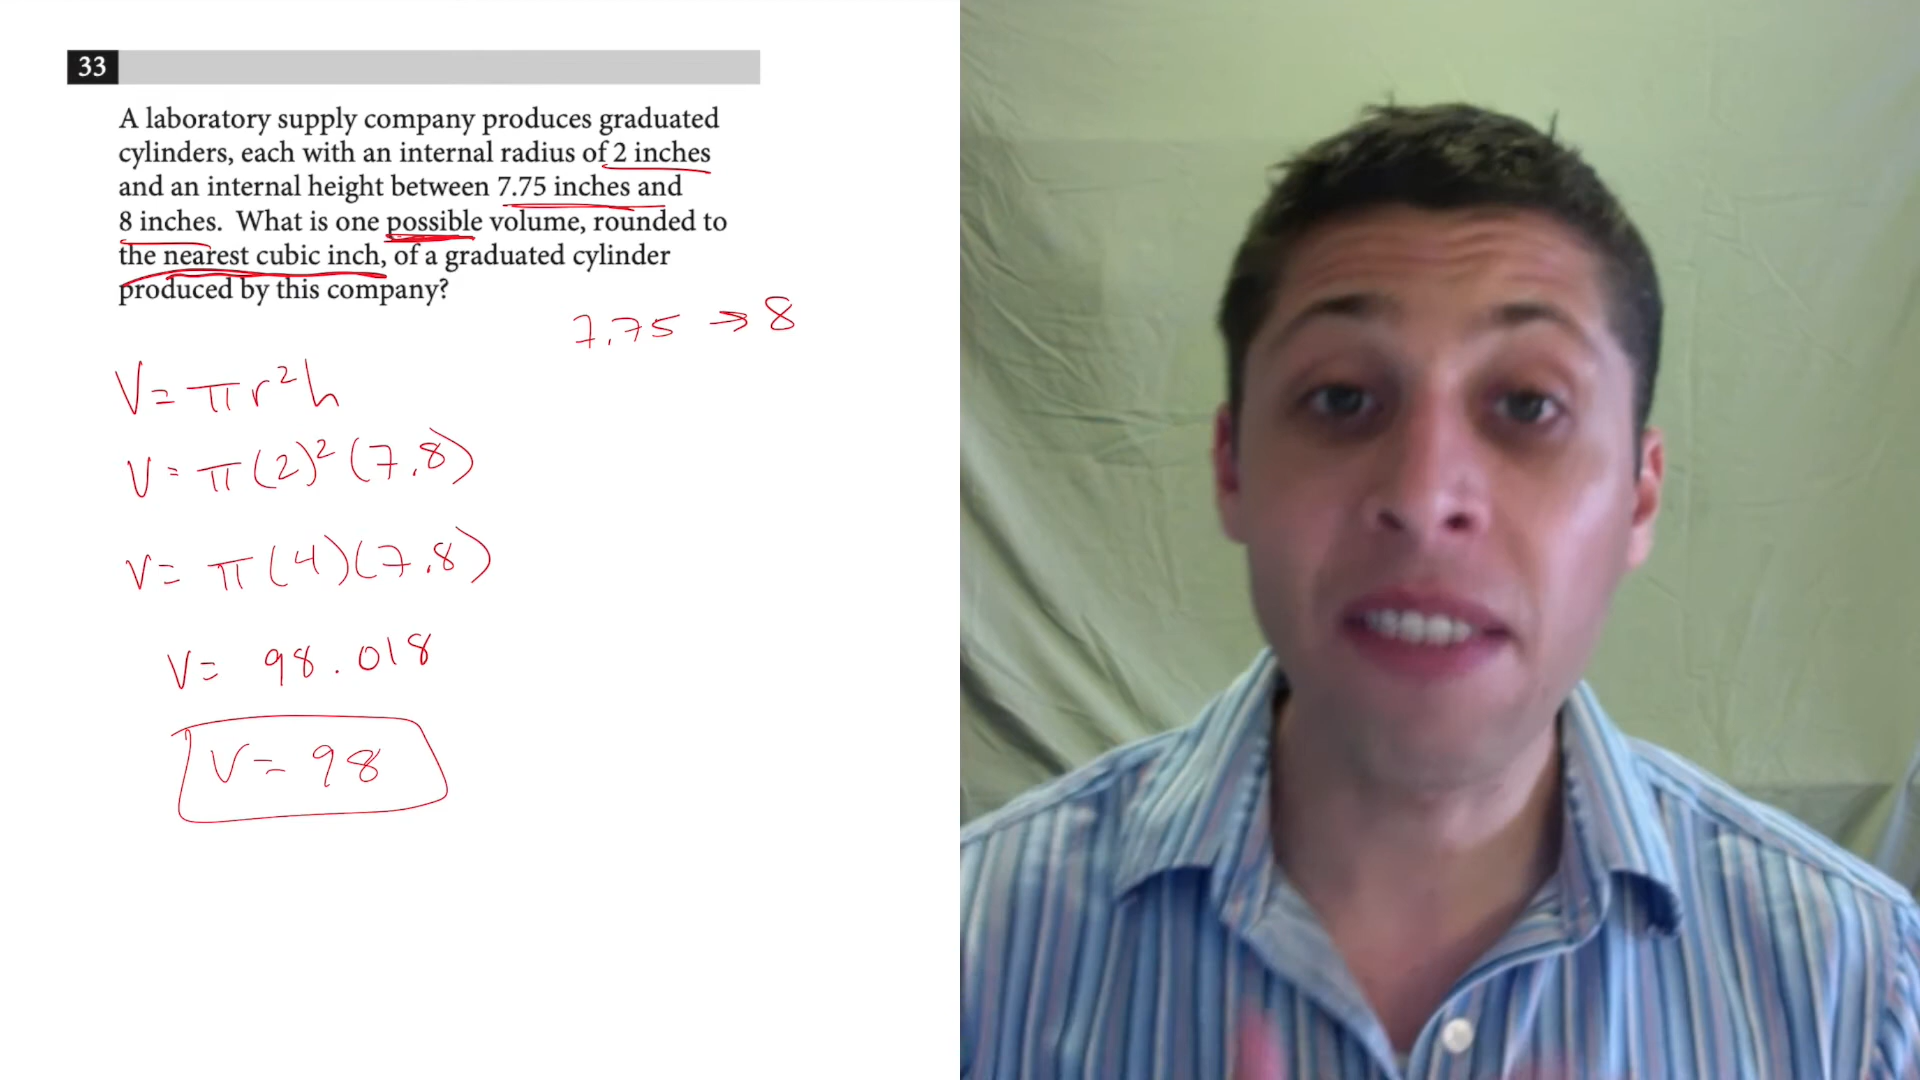 33
A laboratory supply company produces graduated
cylinders, each with an internal radius of 2 inches
and an internal height between 7.75 inches and
8 inches. What is one possible volume, rounded to
the nearest cubic inch, of a graduated cylinder
produced by this company?
7.75 → 8
V = πr²h
V = π(2)²(7.8)
V = π(4)(7.8)
V = 98.018
V = 98